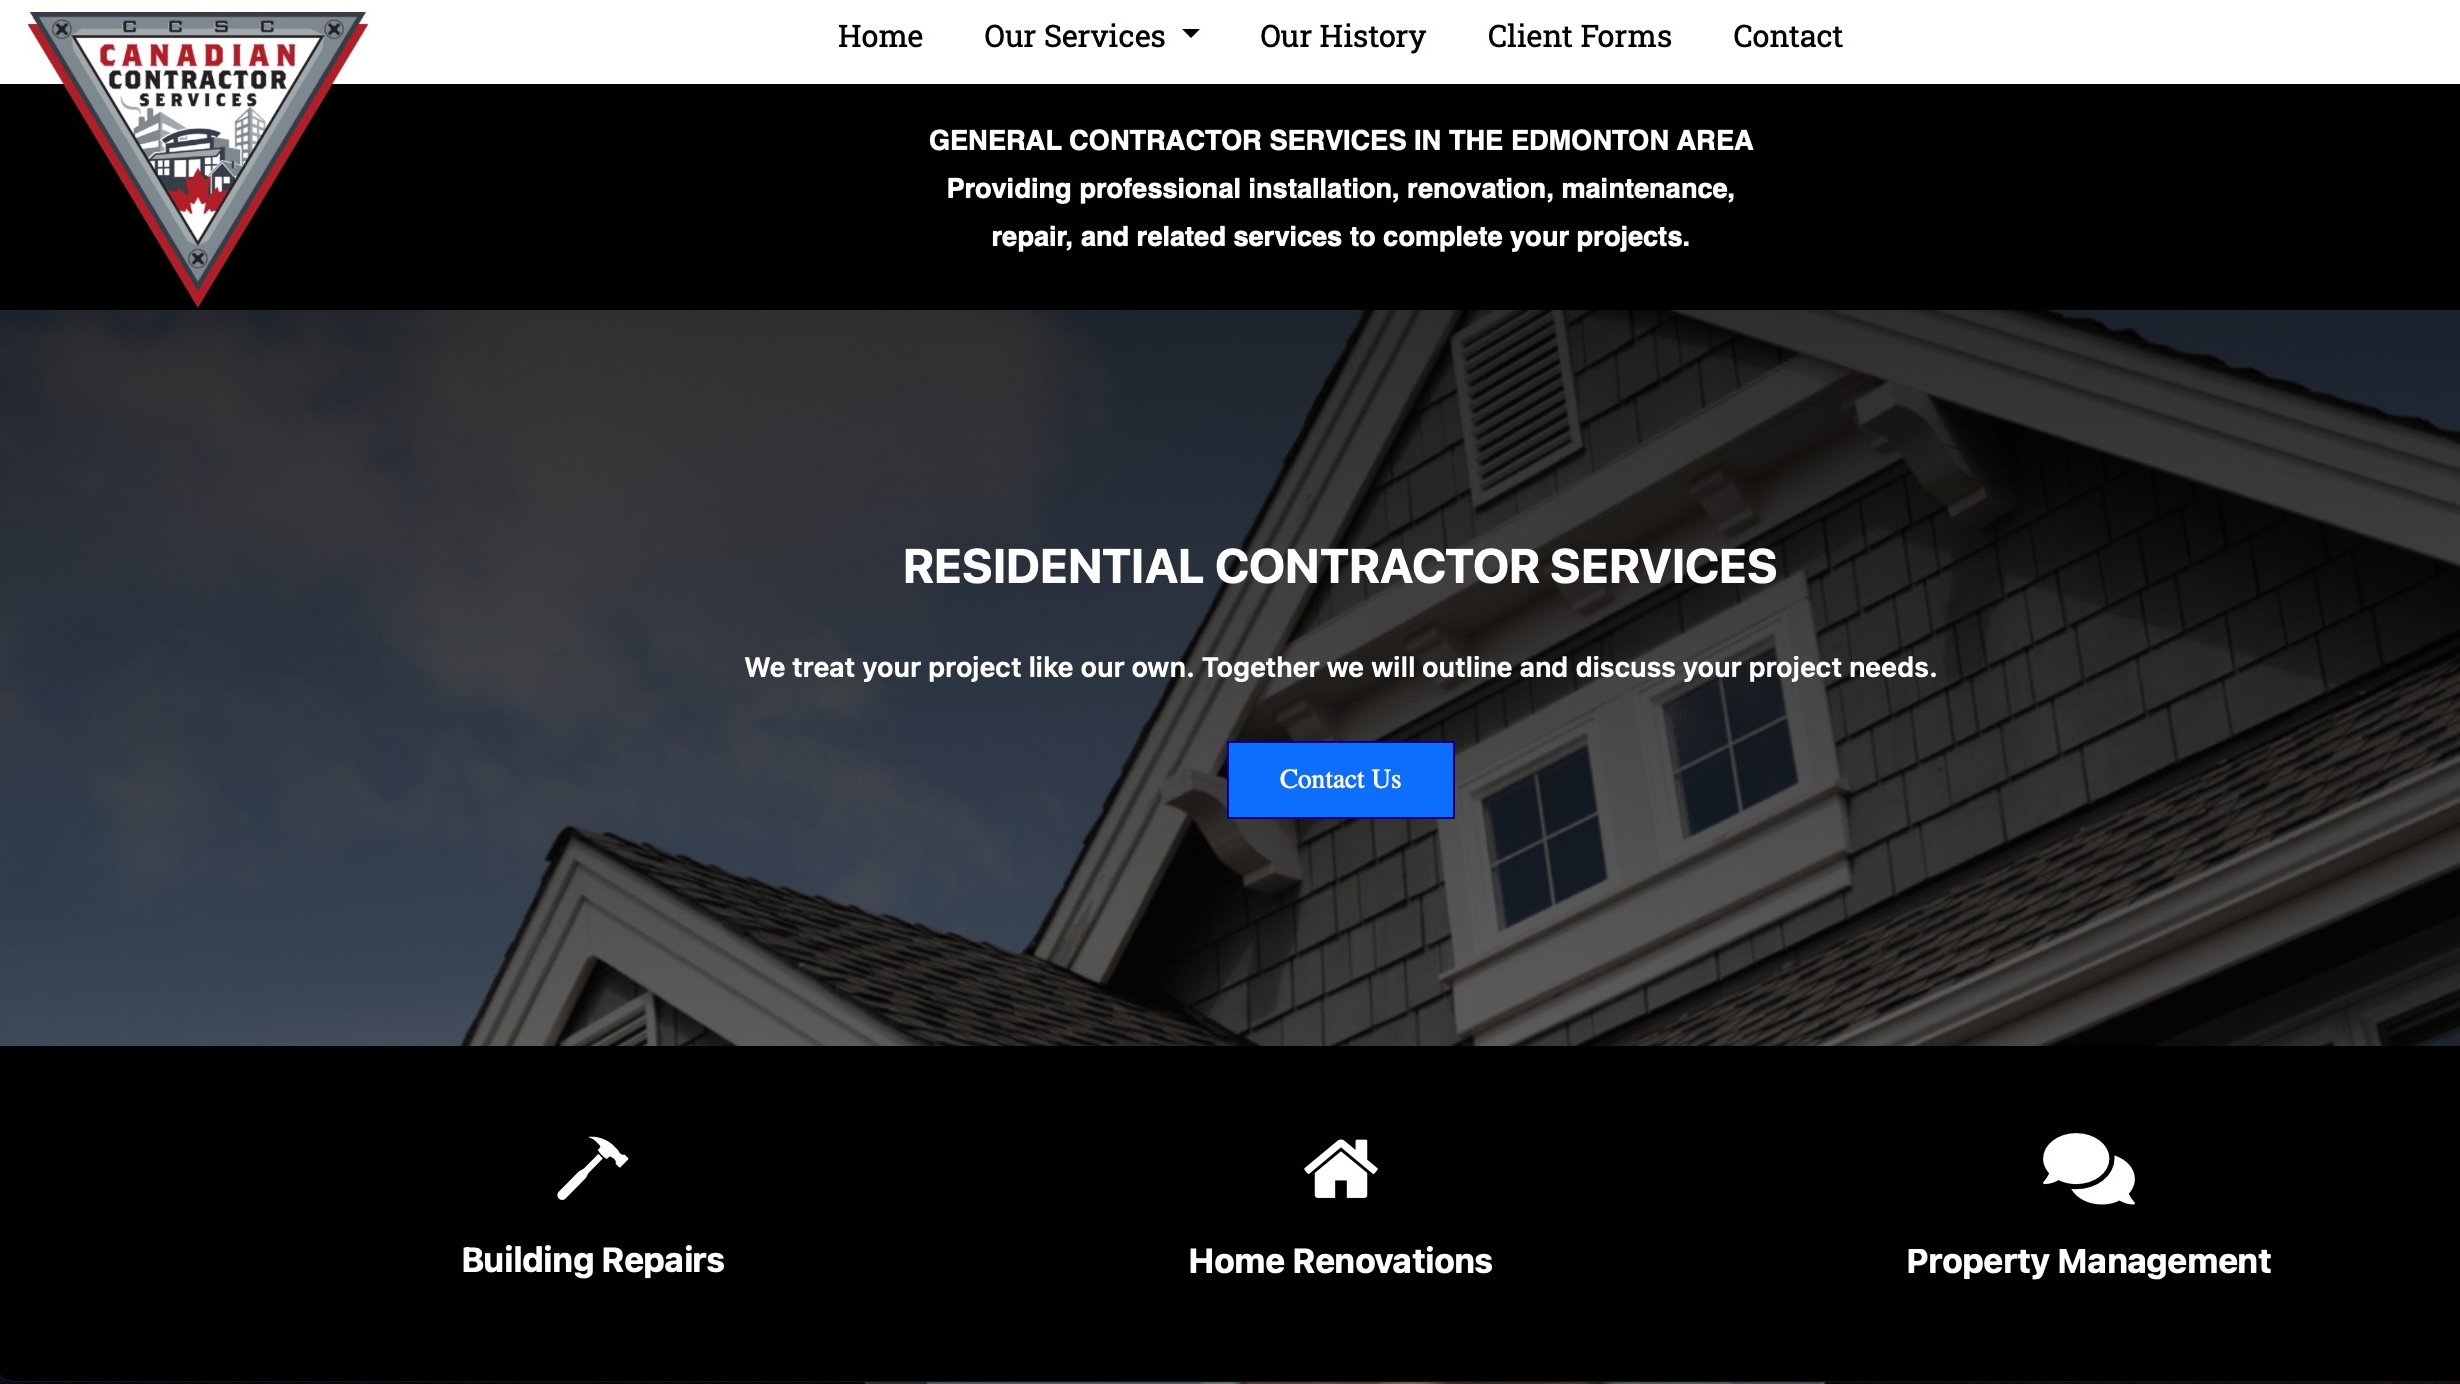 C C S C
CANADIAN
CONTRACTOR
SERVICES
Home Our Services Our History Client Forms Contact
GENERAL CONTRACTOR SERVICES IN THE EDMONTON AREA
Providing professional installation, renovation, maintenance,
repair, and related services to complete your projects.
RESIDENTIAL CONTRACTOR SERVICES
We treat your project like our own. Together we will outline and discuss your project needs.
Contact Us
Building Repairs
Home Renovations
Property Management